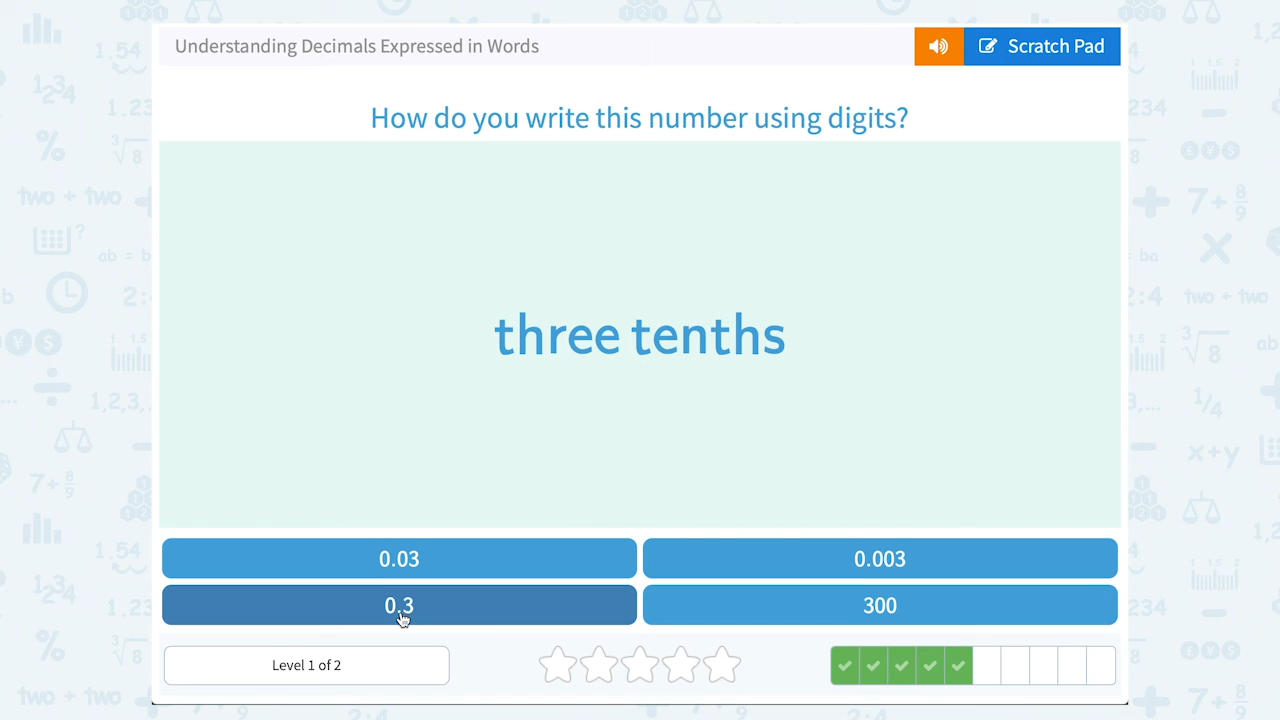 Understanding Decimals Expressed in Words
Scratch Pad
How do you write this number using digits?
three tenths
0.03
0.003
0.3
300
Level 1 of 2